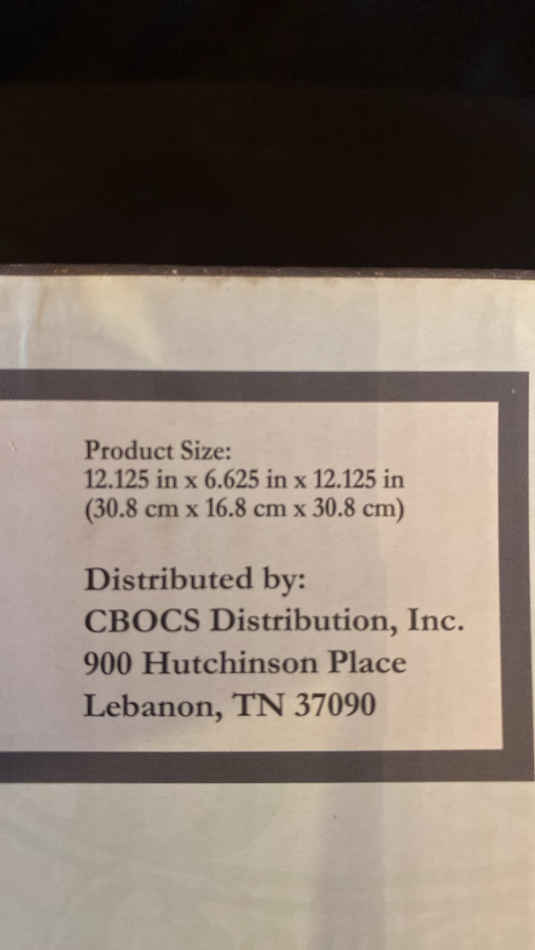 Product Size:
12.125 in x 6.625 in x 12.125 in
(30.8 cm x 16.8 cm x 30.8 cm)
Distributed by:
CBOCS Distribution, Inc.
900 Hutchinson Place
Lebanon, TN 37090